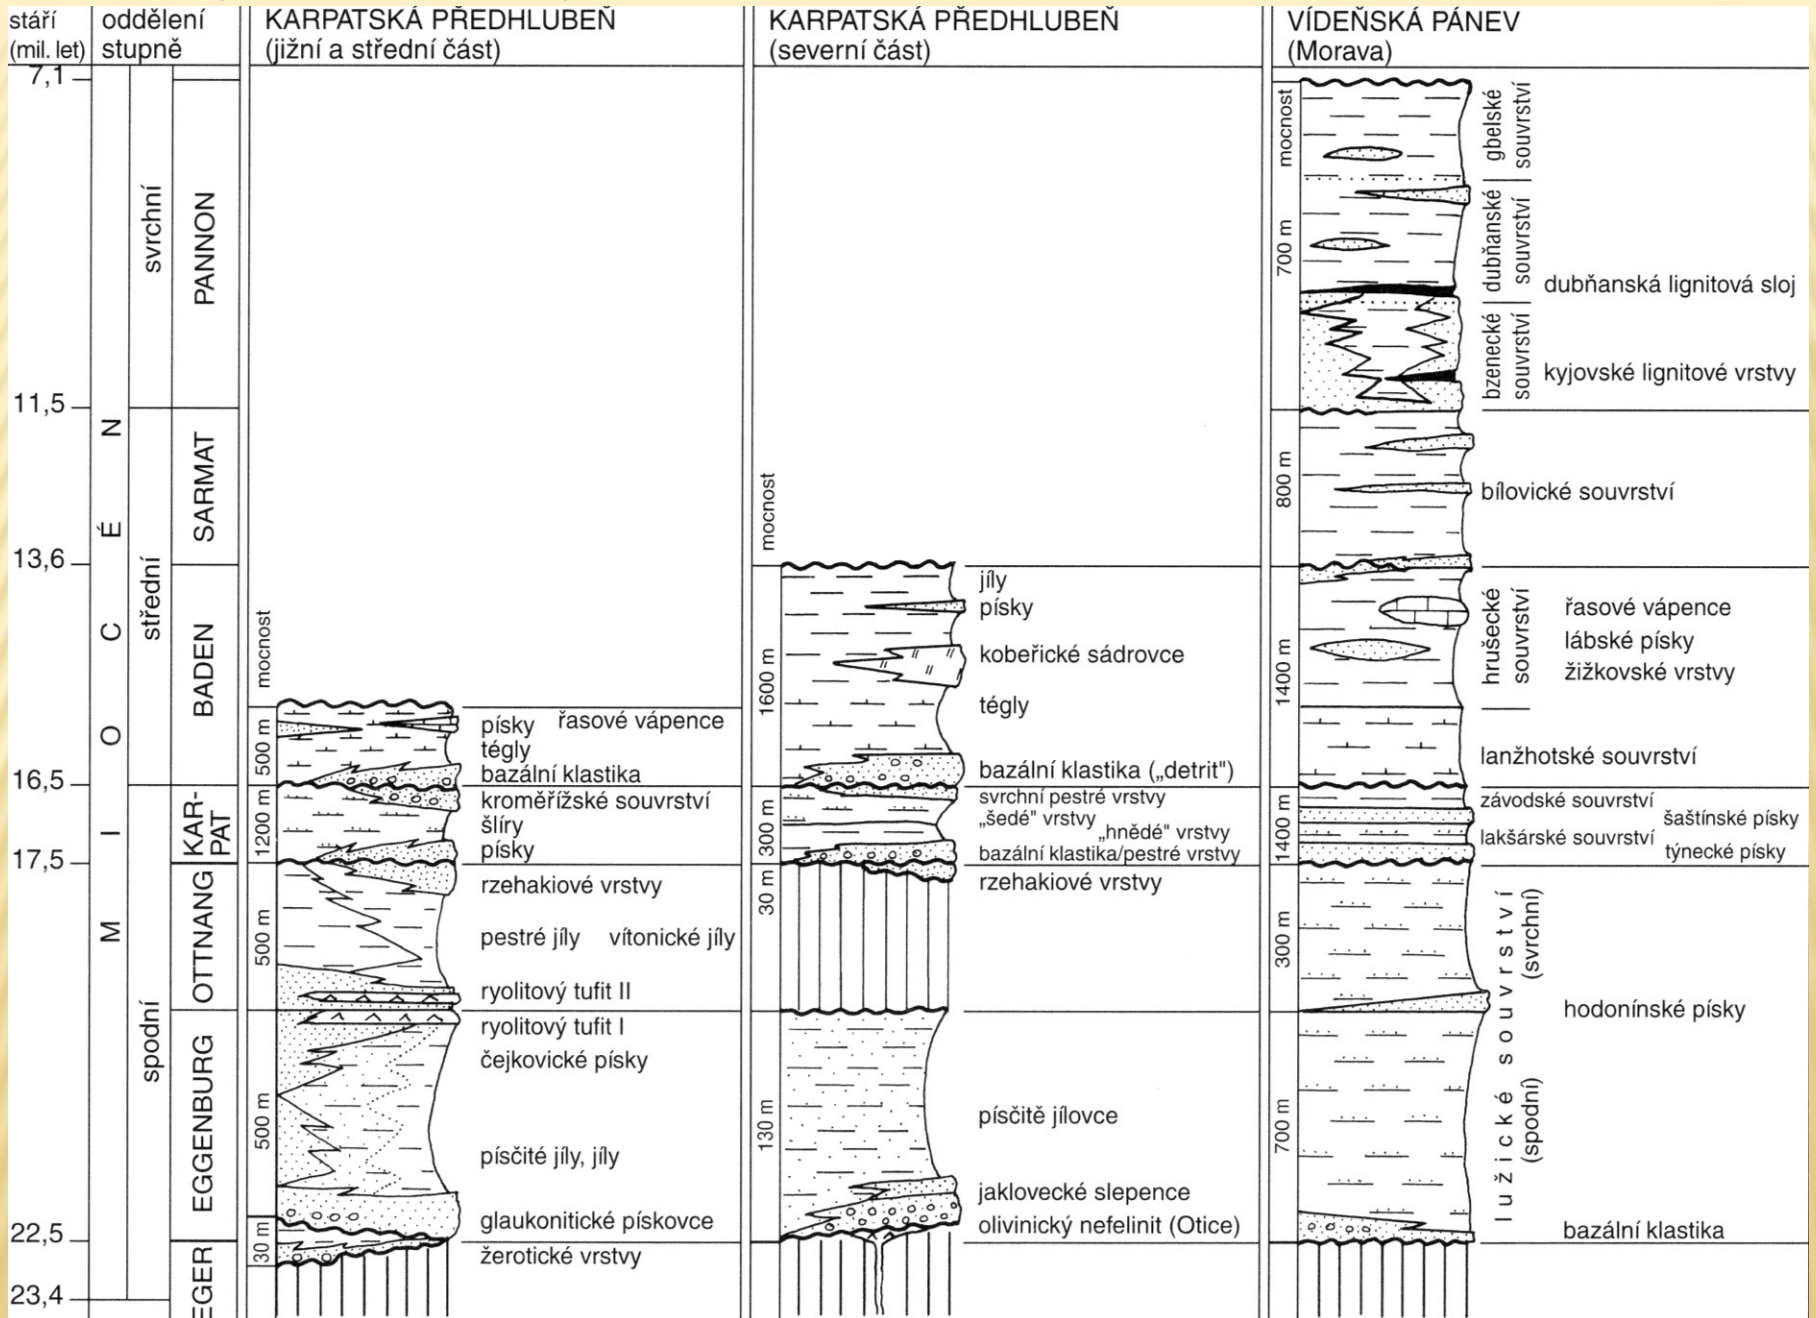 stáří
(mil. let)
oddělení
stupně
KARPATSKÁ PŘEDHLUBEŇ
(jižní a střední část)
KARPATSKÁ PŘEDHLUBEŇ
(severní část)
VÍDEŇSKÁ PÁNEV
(Morava)
7,1
11,5
13,6
16,5
17,5
22,5
23,4
MIOCÉN
svrchní
střední
spodní
PANNON
SARMAT
BADEN
KAR-
PAT
OTTNANG
EGGENBURG
EGER
mocnost
500 m
1200 m
500 m
500 m
30 m
písky řasové vápence
tégly
bazální klastika
kroměřížské souvrství
šlíry
písky
rzehakiové vrstvy
pestré jíly vítonické jíly
ryolitový tufit II
ryolitový tufit I
čejkovické písky
písčité jíly, jíly
glaukonitické pískovce
žerotické vrstvy
mocnost
1600 m
300 m
30 m
130 m
jíly
písky
kobeřické sádrovce
tégly
bazální klastika („detrit")
svrchní pestré vrstvy
„šedé" vrstvy
„hnědé" vrstvy
bazální klastika/pestré vrstvy
rzehakiové vrstvy
písčitě jílovce
jaklovecké slepence
olivinický nefelinit (Otice)
mocnost
700 m
800 m
1400 m
1400 m
300 m
700 m
gbelské
souvrství
dubňanské
souvrství
dubňanská lignitová sloj
bzenecké
souvrství
kyjovské lignitové vrstvy
bílovické souvrství
hrušecké
souvrství
řasové vápence
lábské písky
žižkovské vrstvy
lanžhotské souvrství
závodské souvrství
šaštínské písky
lakšárské souvrství
týnecké písky
lužické souvrství
(svrchní)
(spodní)
hodonínské písky
bazální klastika